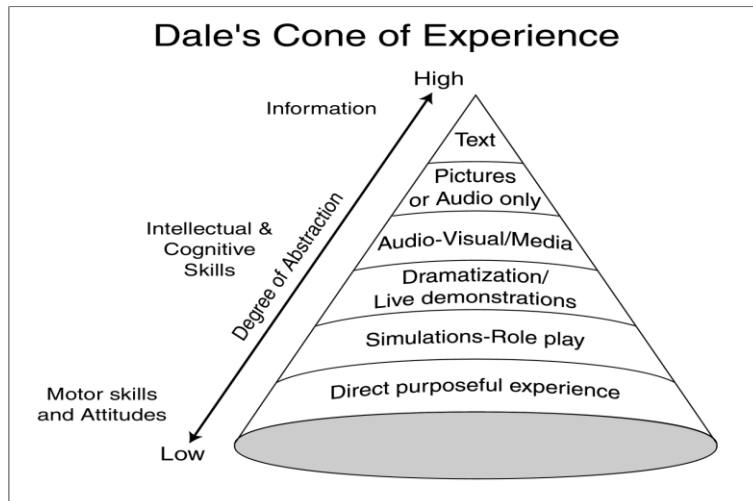 Dale's Cone of Experience
High
Information
Text
Pictures
or Audio only
Intellectual &
Cognitive
Skills
Degree of Abstraction
Audio-Visual/Media
Dramatization/
Live demonstrations
Simulations-Role play
Motor skills
and Attitudes
Direct purposeful experience
Low